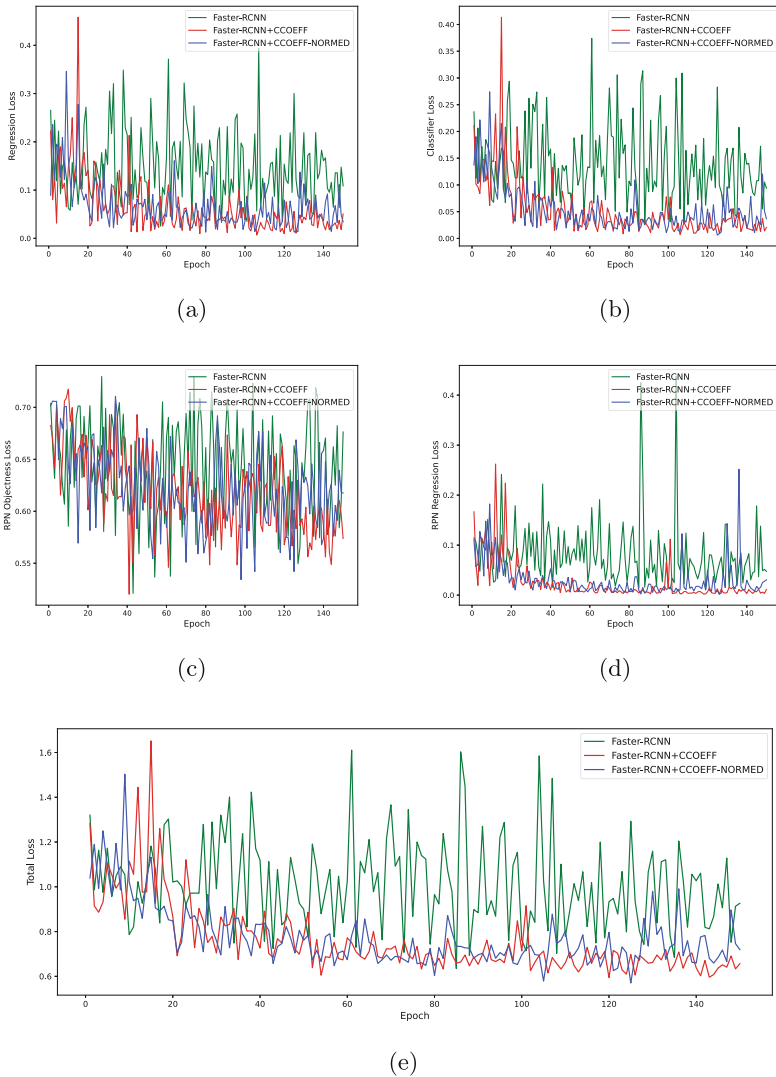 Faster-RCNN
Faster-RCNN+CCOEFF
Faster-RCNN+CCOEFF-NORMED
Regression Loss
0.4
0.3
0.2
0.1
0.0
0 20 40 60 80 100 120 140
Epoch
(a)
Faster-RCNN
Faster-RCNN+CCOEFF
Faster-RCNN+CCOEFF-NORMED
Classifier Loss
0.40
0.35
0.30
0.25
0.20
0.15
0.10
0.05
0.00
0 20 40 60 80 100 120 140
Epoch
(b)
Faster-RCNN
Faster-RCNN+CCOEFF
Faster-RCNN+CCOEFF-NORMED
RPN Objectness Loss
0.70
0.65
0.60
0.55
0 20 40 60 80 100 120 140
Epoch
(c)
Faster-RCNN
Faster-RCNN+CCOEFF
Faster-RCNN+CCOEFF-NORMED
RPN Regression Loss
0.4
0.3
0.2
0.1
0.0
0 20 40 60 80 100 120 140
Epoch
(d)
Faster-RCNN
Faster-RCNN+CCOEFF
Faster-RCNN+CCOEFF-NORMED
Total Loss
1.6
1.4
1.2
1.0
0.8
0.6
0 20 40 60 80 100 120 140
Epoch
(e)